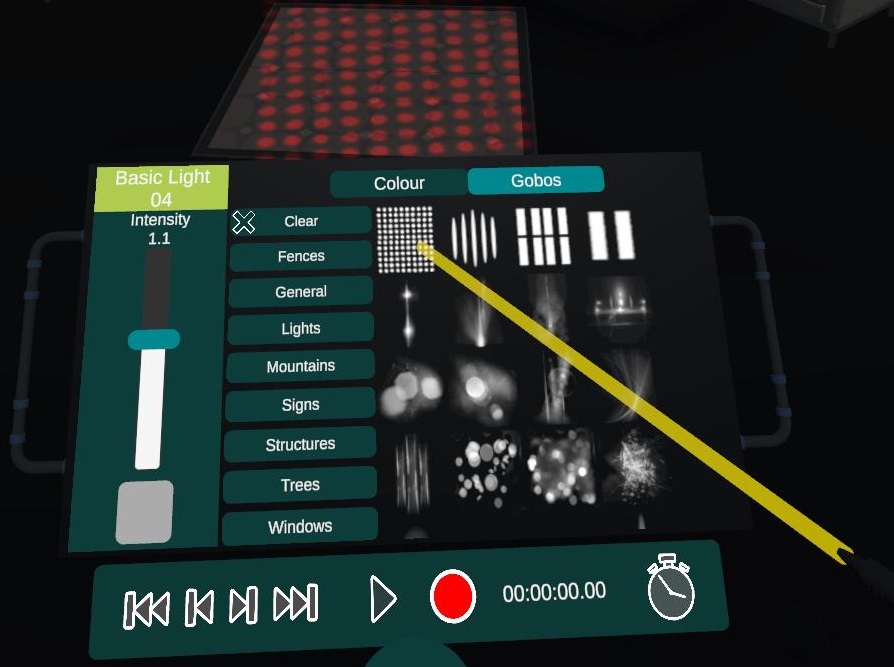 Basic Light
04
Intensity
1.1
Colour
Gobos
Clear
Fences
General
Lights
Mountains
Signs
Structures
Trees
Windows
00:00:00.00